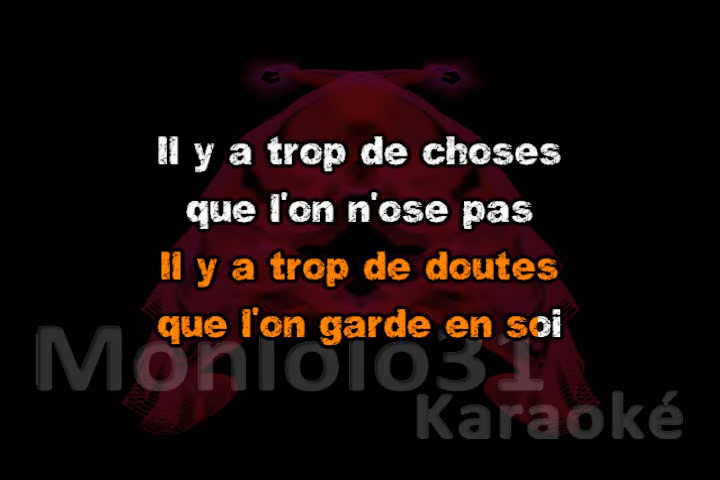 Il y a trop de choses
que l'on n'ose pas
Il y a trop de doutes
que l'on garde en soi
Monlolo31
Karaoké